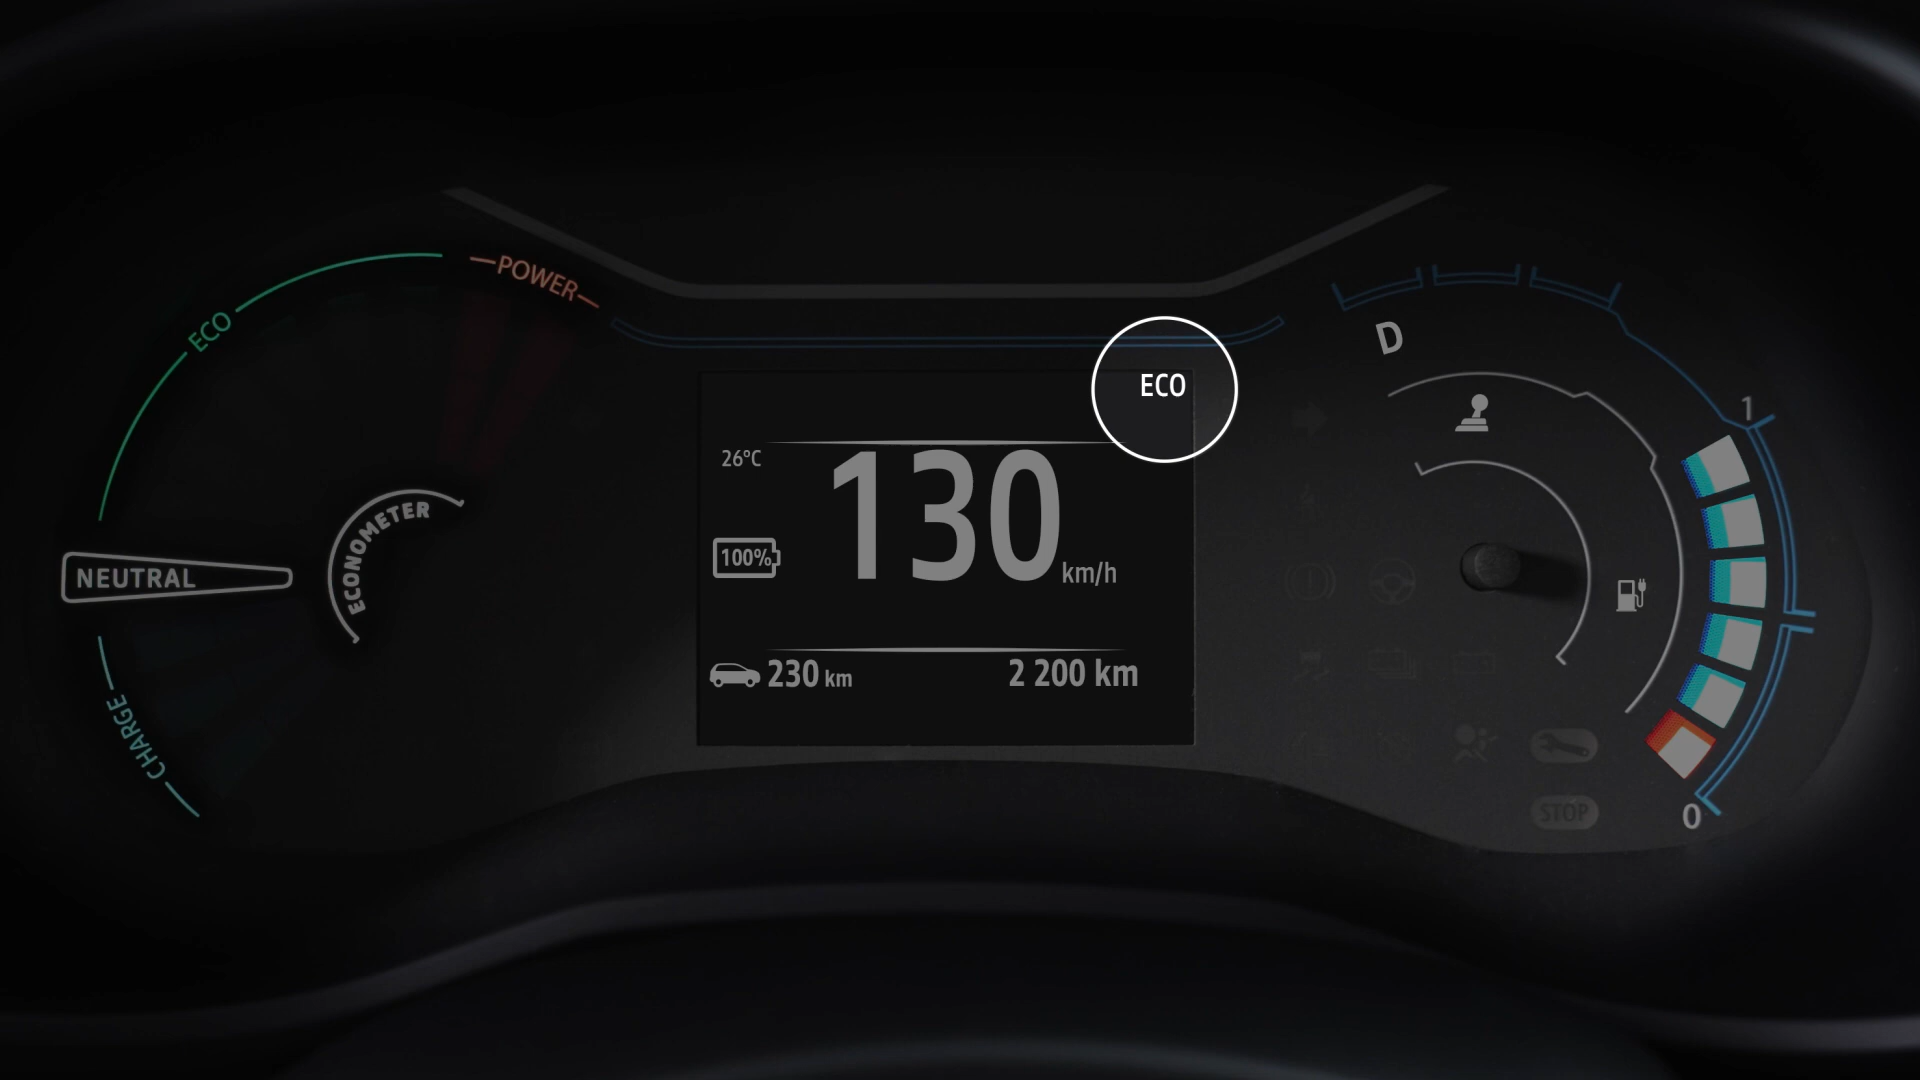 POWER
ECO
ECO
D
1
26°C
130
km/h
ECONOMETER
100%
NEUTRAL
230 km
2 200 km
CHARGE
STOP
0